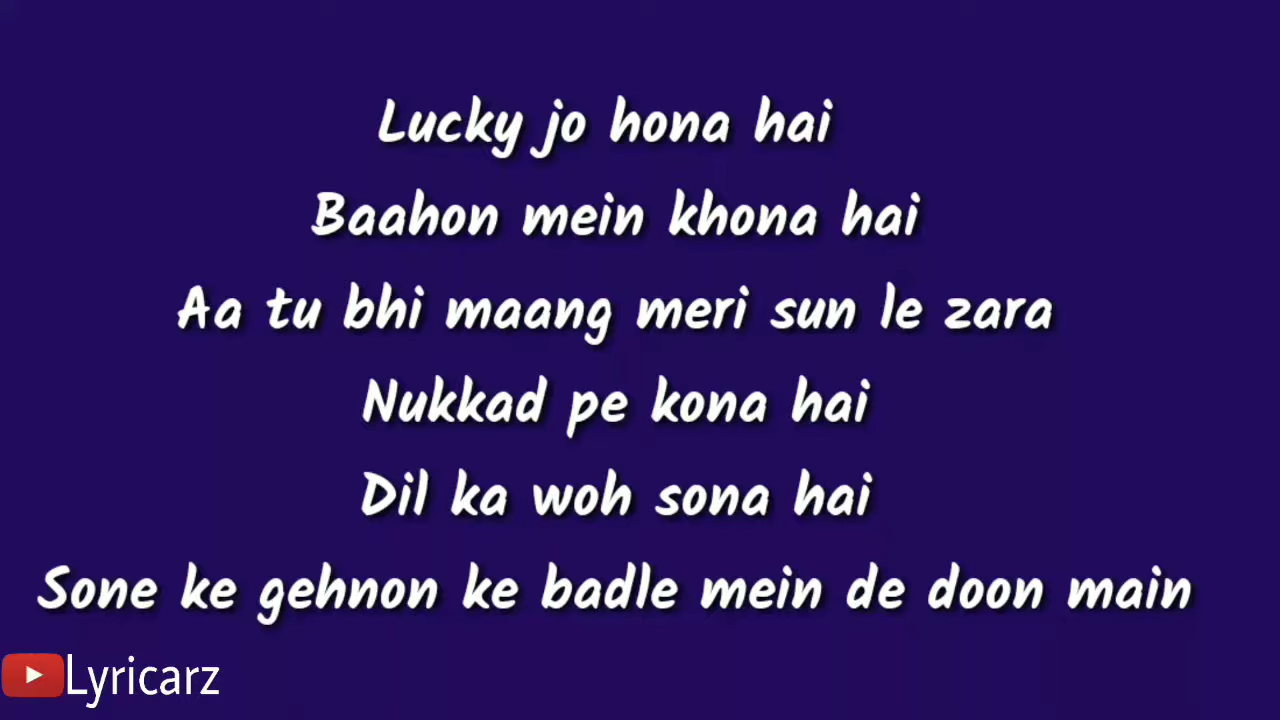 Lucky jo hona hai
Baahon mein khona hai
Aa tu bhi maang meri sun le zara
Nukkad pe kona hai
Dil ka woh sona hai
Sone ke gehnon ke badle mein de doon main
Lyricarz